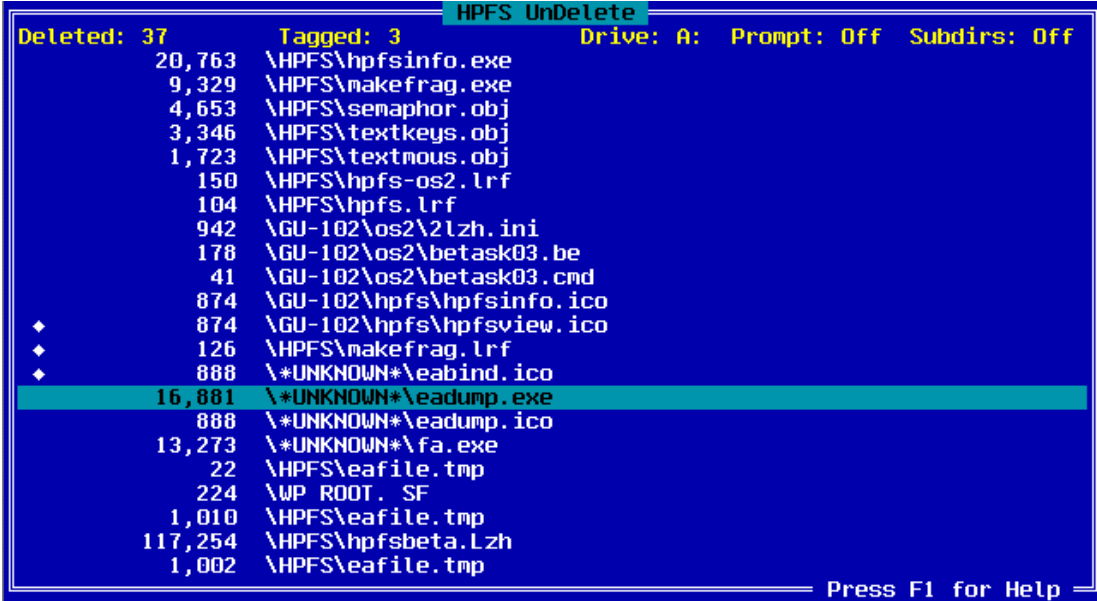 HPFS UnDelete
Deleted: 37 Tagged: 3 Drive: A: Prompt: Off Subdirs: Off
20,763 \HPFS\hpfsinfo.exe
9,329 \HPFS\makefrag.exe
4,653 \HPFS\semaphor.obj
3,346 \HPFS\textkeys.obj
1,723 \HPFS\textmous.obj
150 \HPFS\hpfs-os2.lrf
104 \HPFS\hpfs.lrf
942 \GU-102\os2\2lzh.ini
178 \GU-102\os2\betask03.be
41 \GU-102\os2\betask03.cmd
874 \GU-102\hpfs\hpfsinfo.ico
♦ 874 \GU-102\hpfs\hpfsview.ico
♦ 126 \HPFS\makefrag.lrf
♦ 888 \*UNKNOWN*\eabind.ico
16,881 \*UNKNOWN*\eadump.exe
888 \*UNKNOWN*\eadump.ico
13,273 \*UNKNOWN*\fa.exe
22 \HPFS\eafile.tmp
224 \WP ROOT. SF
1,010 \HPFS\eafile.tmp
117,254 \HPFS\hpfsbeta.Lzh
1,002 \HPFS\eafile.tmp
Press F1 for Help